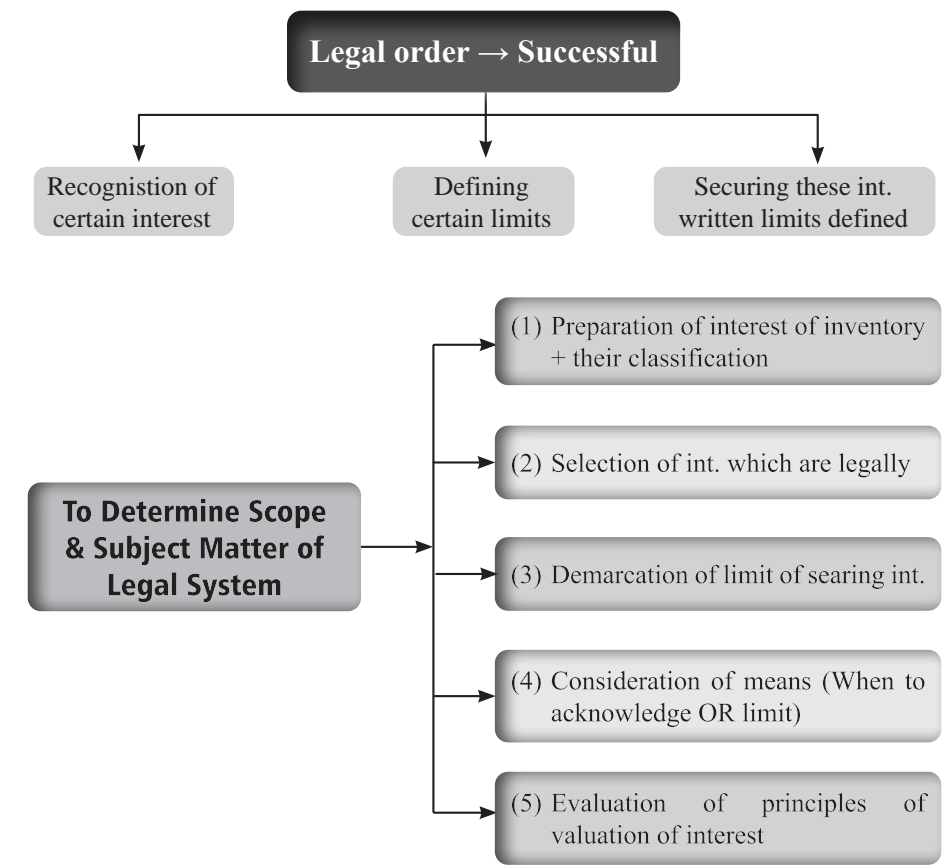 Legal order → Successful
Recognistion of
certain interest
Defining
certain limits
Securing these int.
written limits defined
(1) Preparation of interest of inventory
+ their classification
(2) Selection of int. which are legally
To Determine Scope
& Subject Matter of
Legal System
(3) Demarcation of limit of searing int.
(4) Consideration of means (When to
acknowledge OR limit)
(5) Evaluation of principles of
valuation of interest